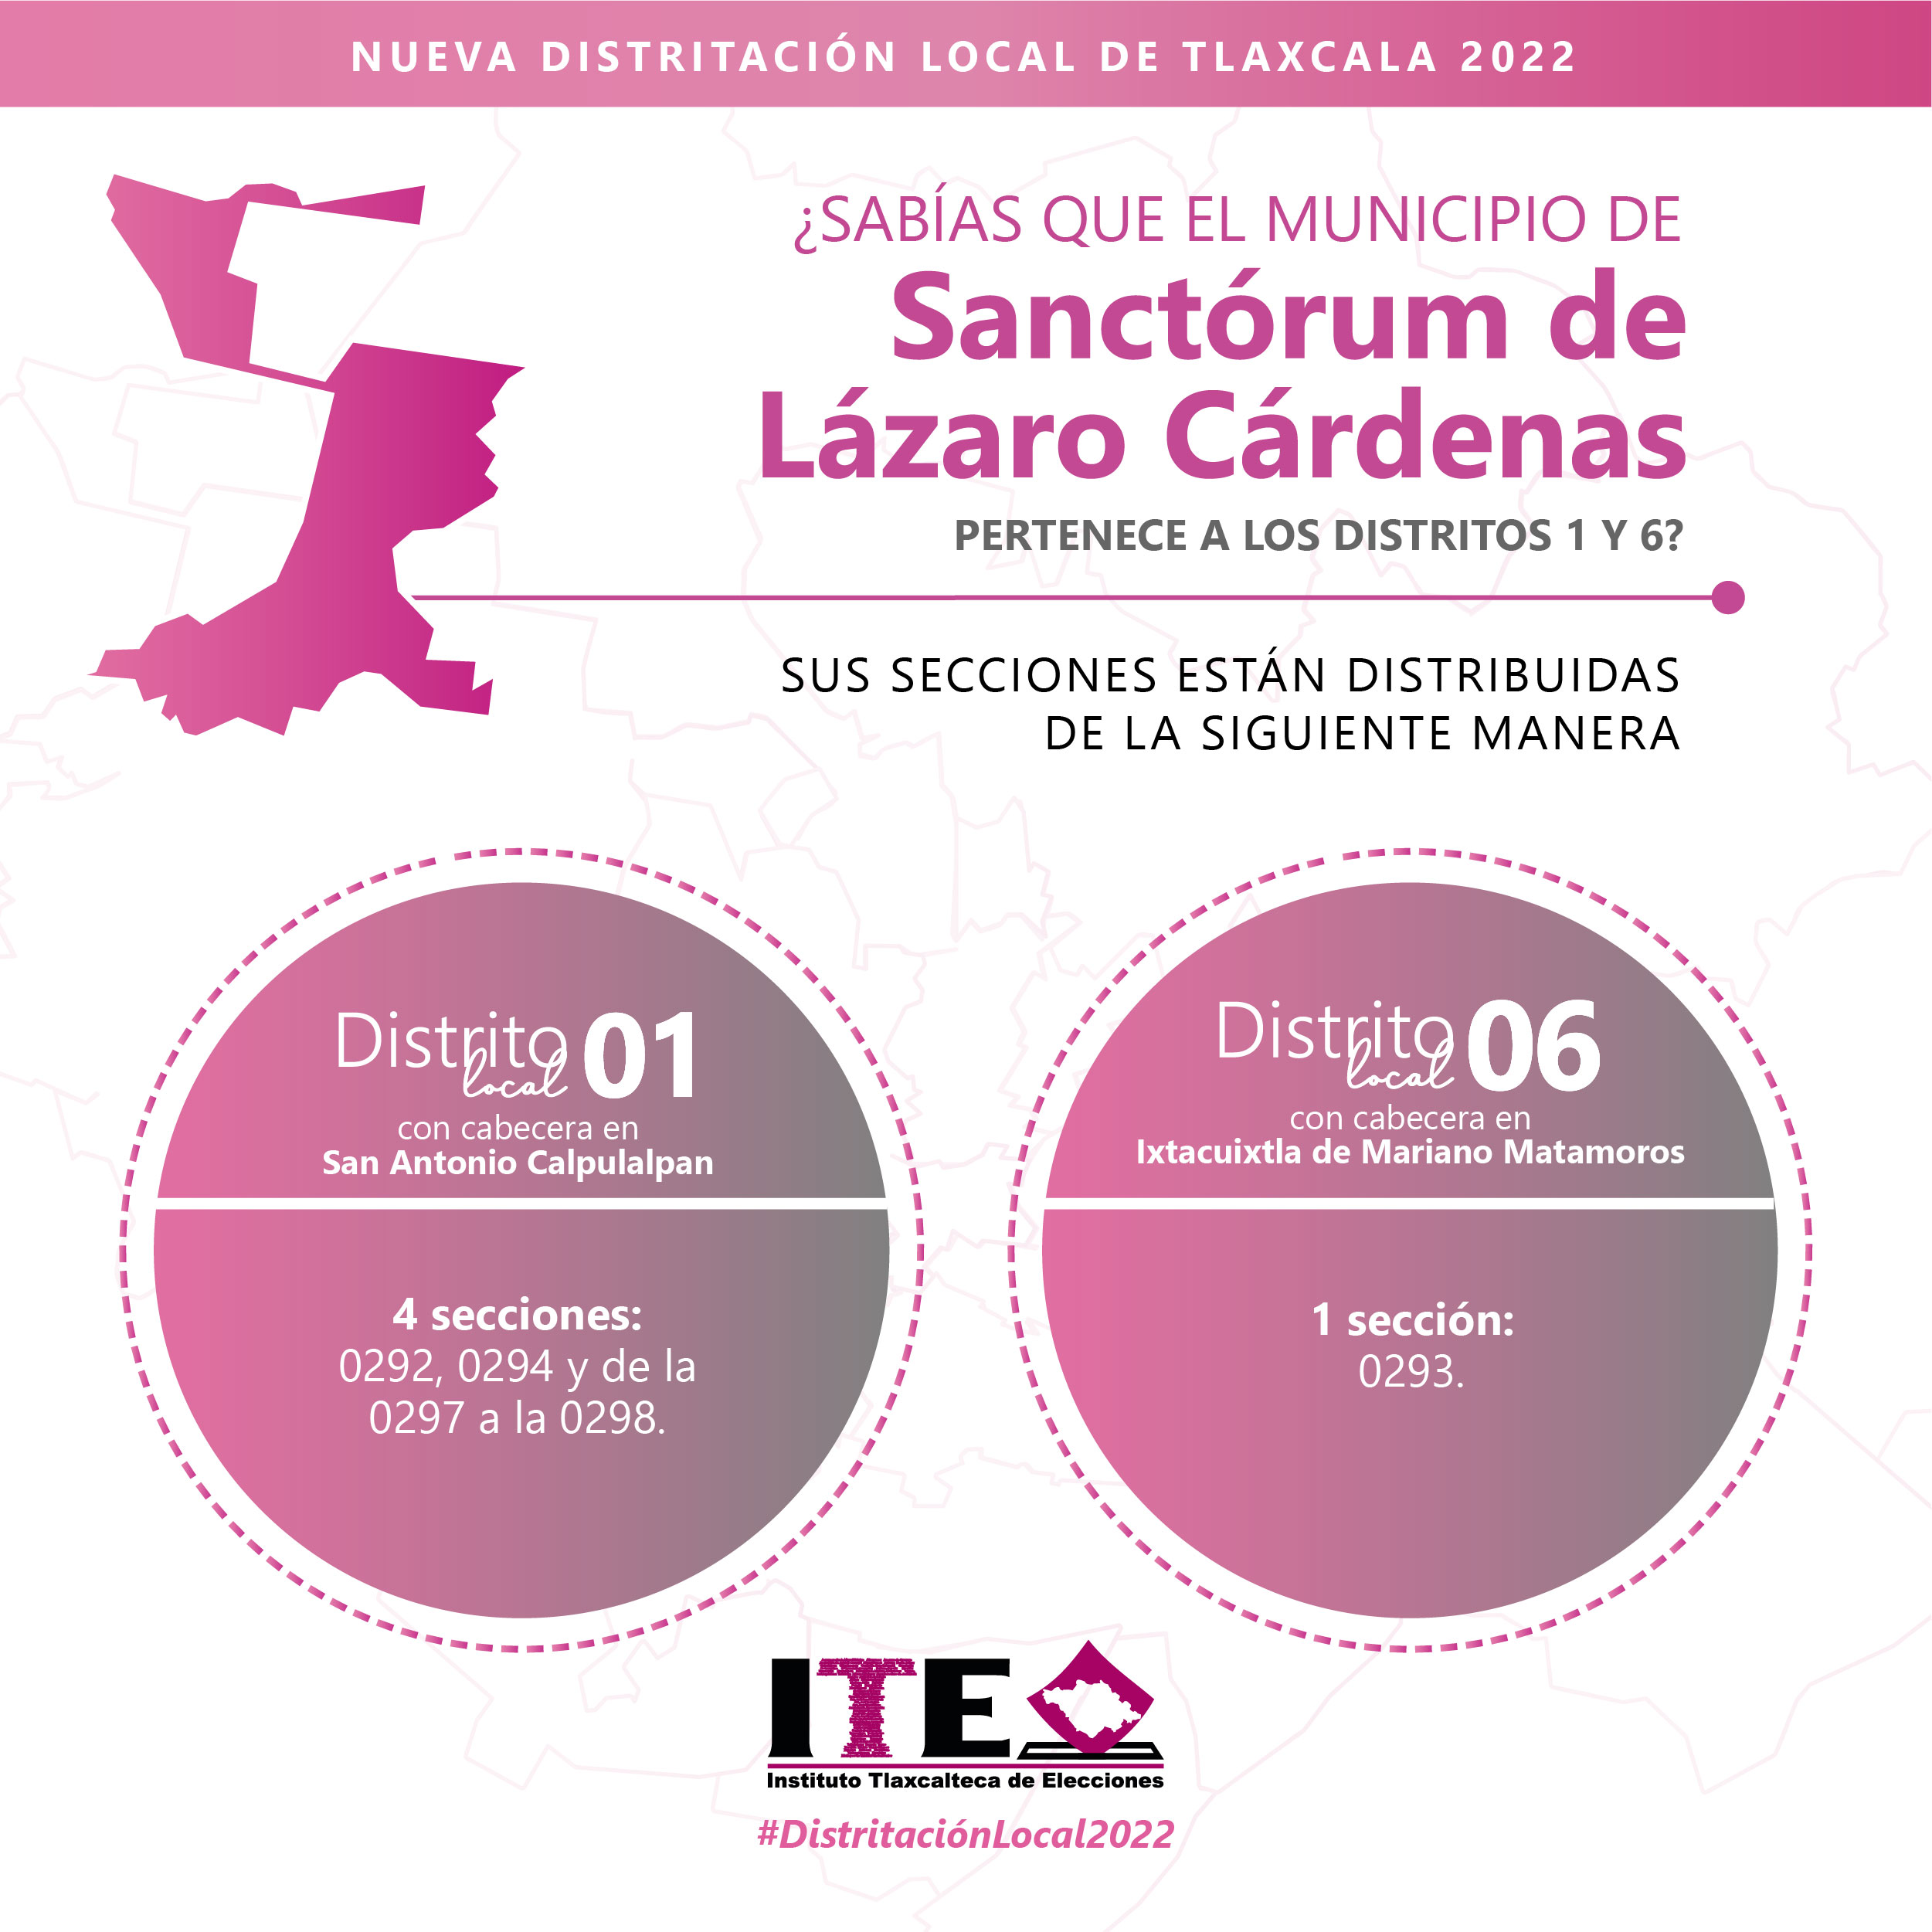 NUEVA DISTRITACIÓN LOCAL DE TLAXCALA 2022
¿SABÍAS QUE EL MUNICIPIO DE
Sanctórum de
Lázaro Cárdenas
PERTENECE A LOS DISTRITOS 1 Y 6?
SUS SECCIONES ESTÁN DISTRIBUIDAS
DE LA SIGUIENTE MANERA
Distrito local 01
con cabecera en
San Antonio Calpulalpan
4 secciones:
0292, 0294 y de la
0297 a la 0298.
Distrito local 06
con cabecera en
Ixtacuixtla de Mariano Matamoros
1 sección:
0293.
ITE
Instituto Tlaxcalteca de Elecciones
#DistritaciónLocal2022